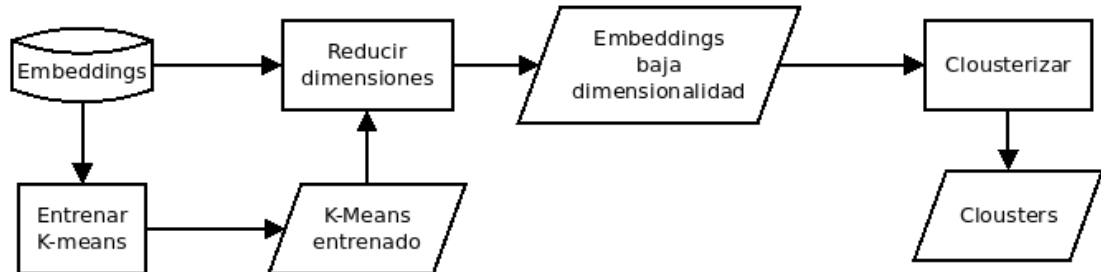 Embeddings
Reducir
dimensiones
Embeddings
baja
dimensionalidad
Clousterizar
Entrenar
K-means
K-Means
entrenado
Clousters